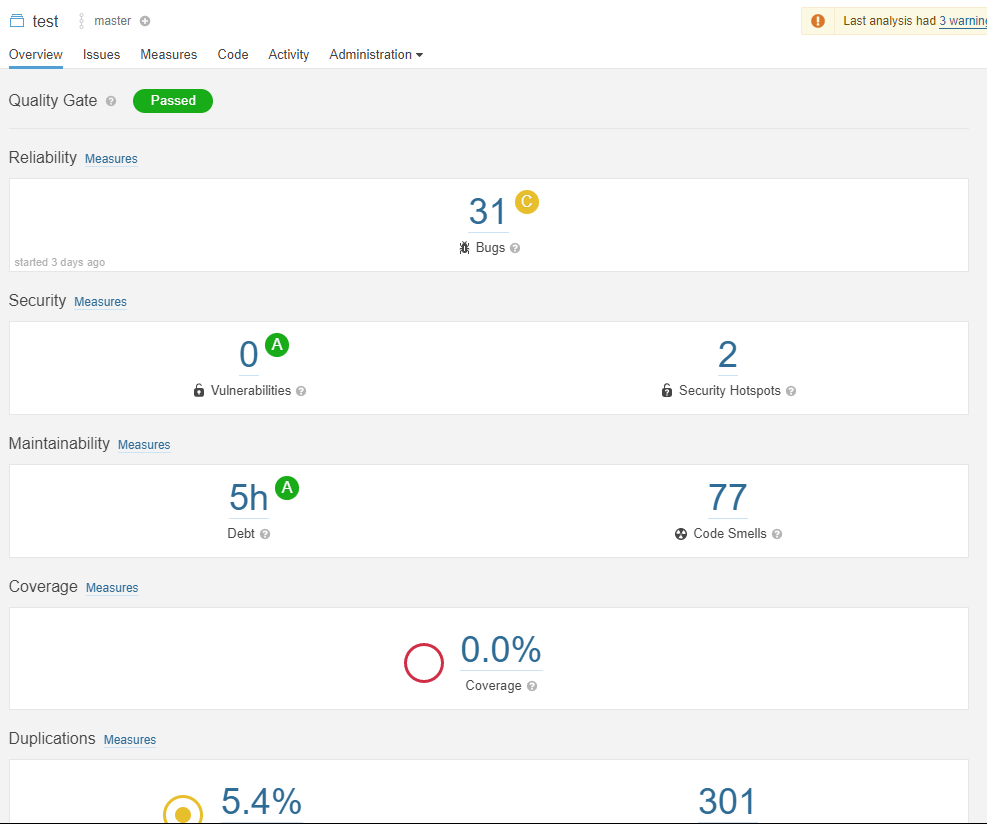 test master
Last analysis had 3 warnin
Overview Issues Measures Code Activity Administration
Quality Gate ? Passed
Reliability Measures
31 C
Bugs ?
started 3 days ago
Security Measures
0 A 2
Vulnerabilities ? Security Hotspots ?
Maintainability Measures
5h A 77
Debt ? Code Smells ?
Coverage Measures
0.0%
Coverage ?
Duplications Measures
5.4% 301